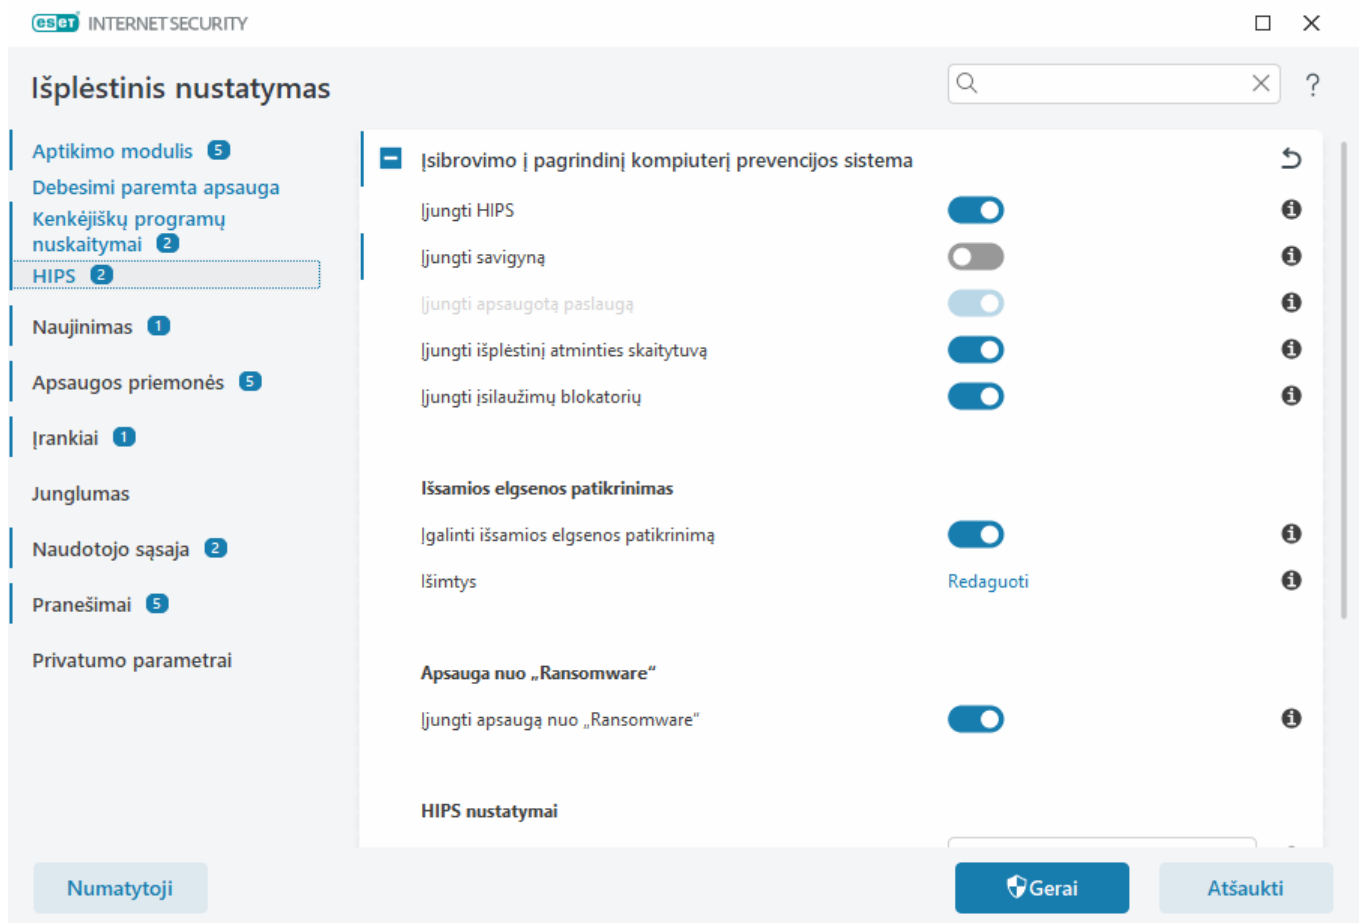 eseT INTERNET SECURITY
Išplėstinis nustatymas
?
Aptikimo modulis 5
Debesimi paremta apsauga
Kenkėjiškų programų
nuskaitymai 2
HIPS 2
Naujinimas 1
Apsaugos priemonės 5
Įrankiai 1
Junglumas
Naudotojo sąsaja 2
Pranešimai 5
Privatumo parametrai
Įsibrovimo į pagrindinį kompiuterį prevencijos sistema
Įjungti HIPS
Įjungti savigyną
Įjungti apsaugotą paslaugą
Įjungti išplėstinį atminties skaitytuvą
Įjungti įsilaužimų blokatorių
Išsamios elgsenos patikrinimas
Įgalinti išsamios elgsenos patikrinimą
Išimtys Redaguoti
Apsauga nuo „Ransomware“
Įjungti apsaugą nuo „Ransomware“
HIPS nustatymai
Numatytoji
Gerai
Atšaukti